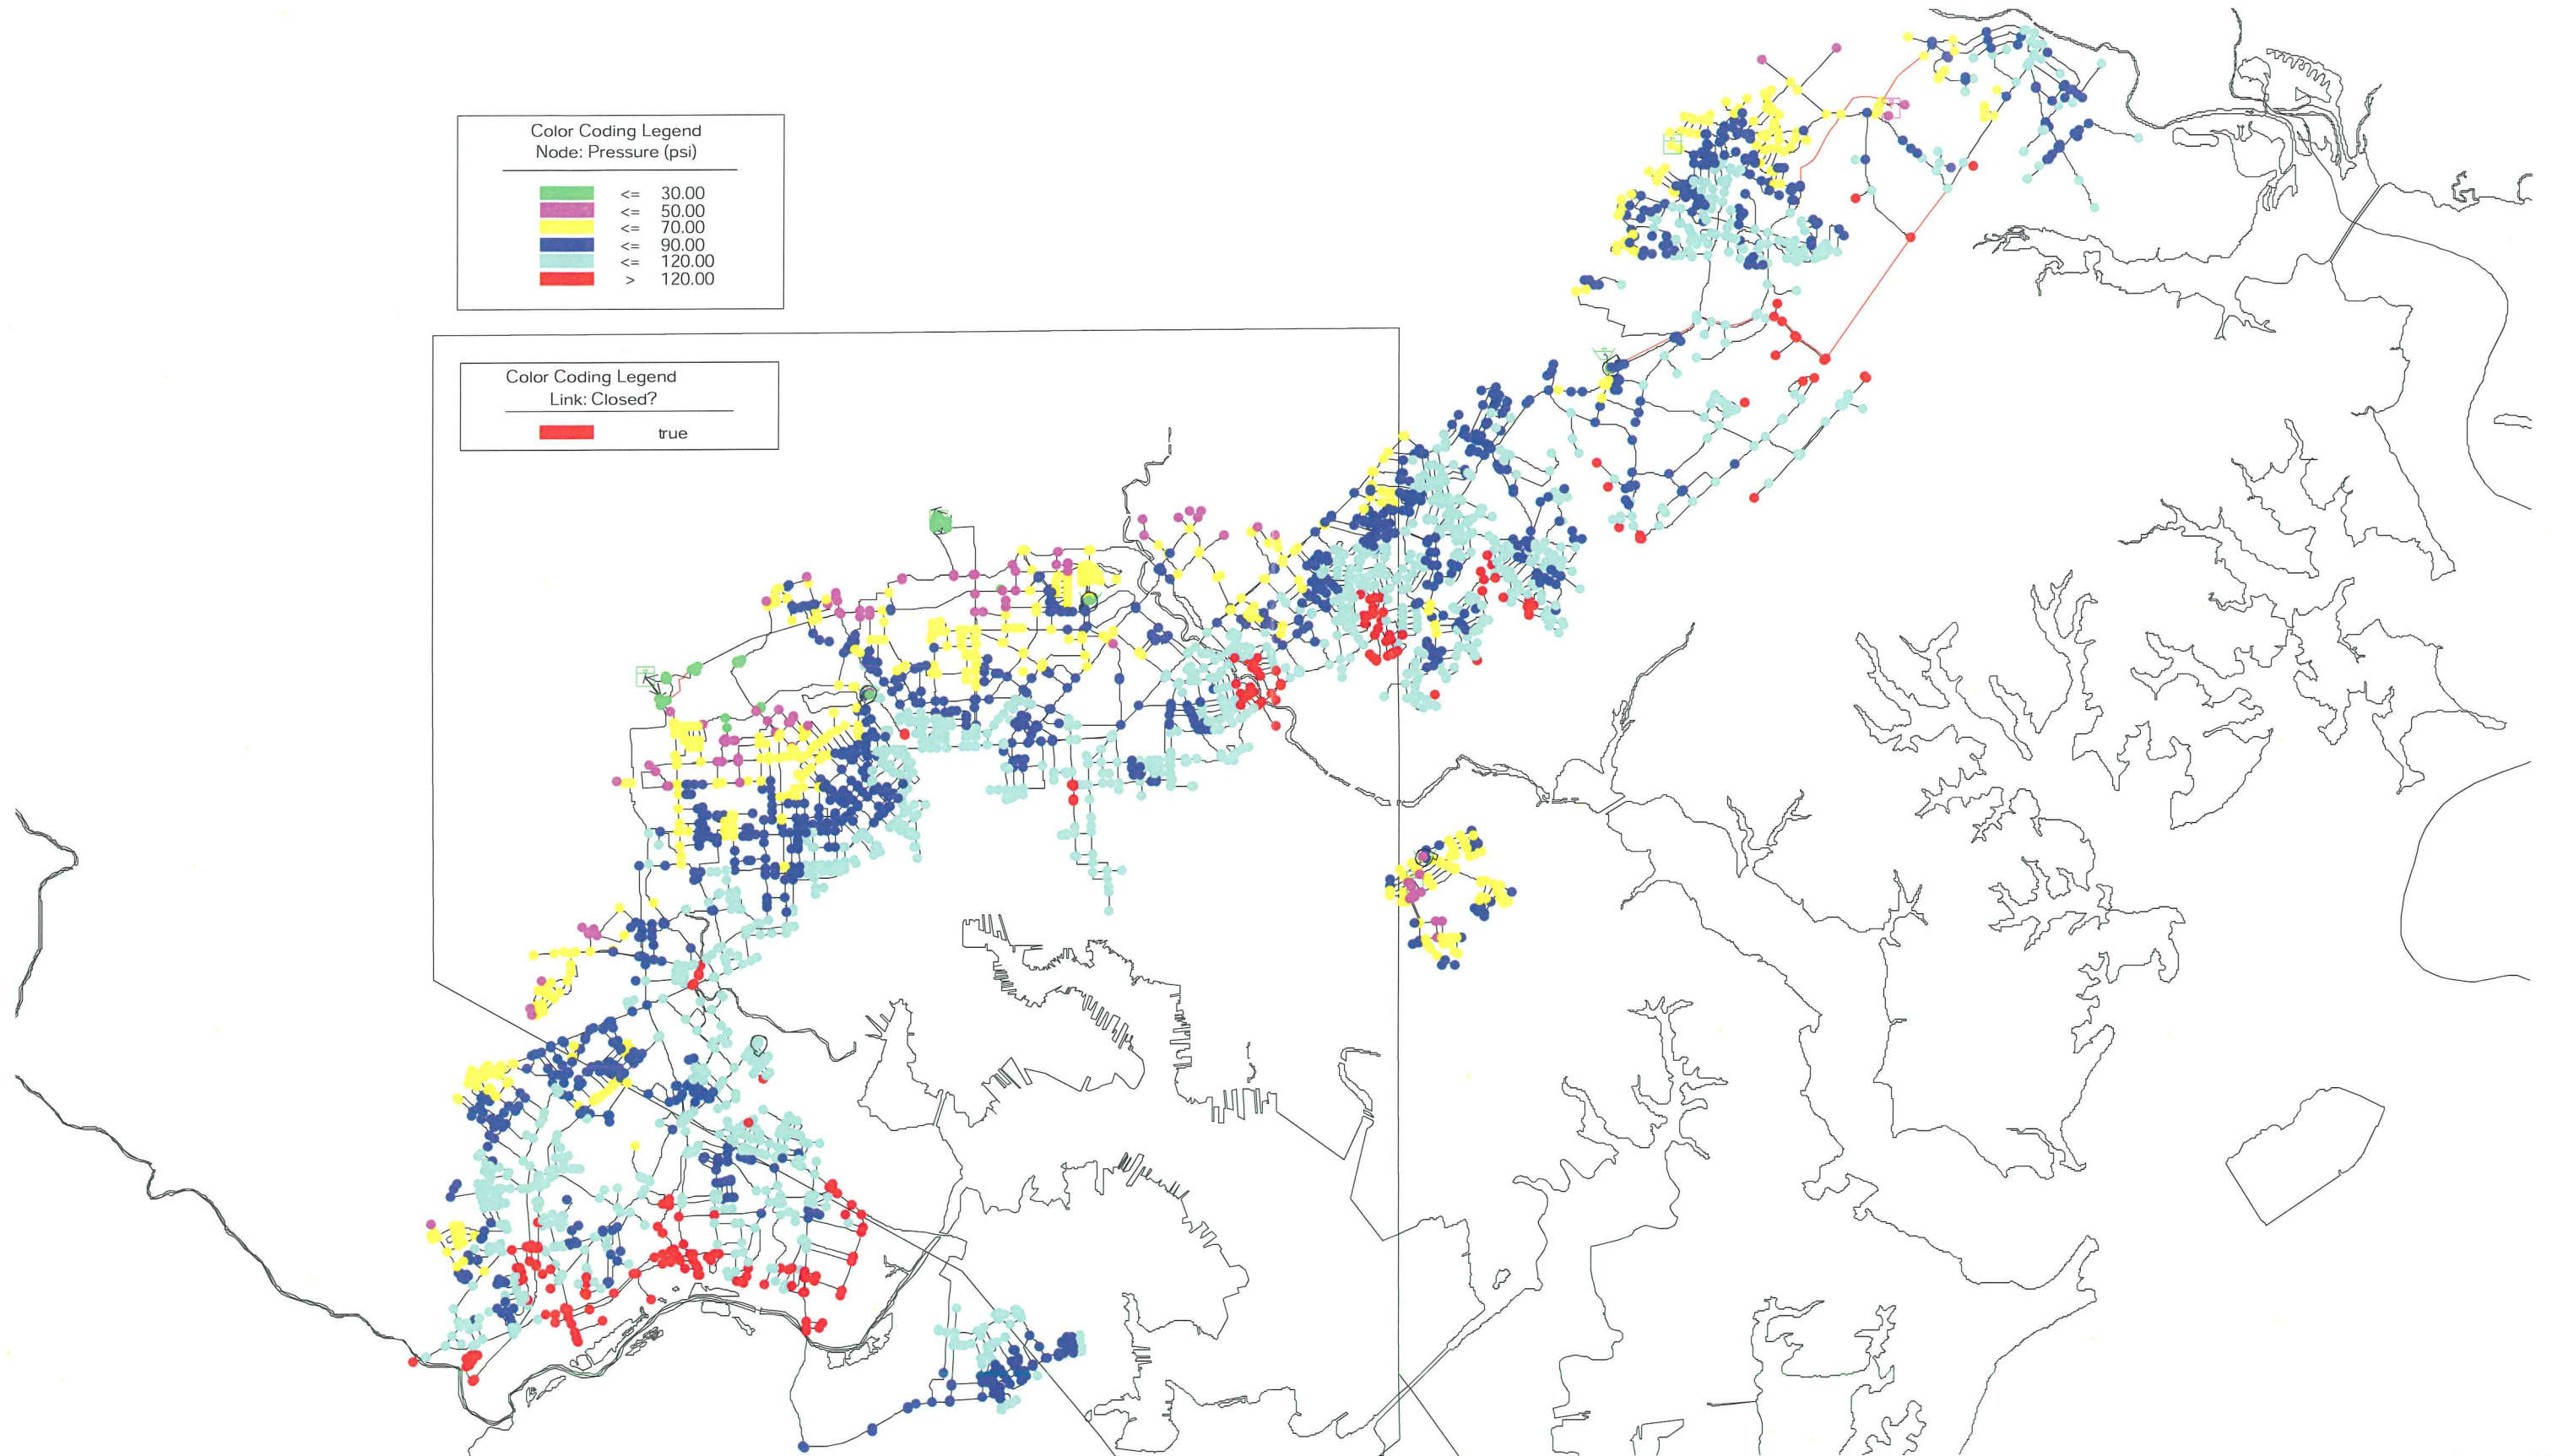 Color Coding Legend
Node: Pressure (psi)
<= 30.00
<= 50.00
<= 70.00
<= 90.00
<= 120.00
> 120.00
Color Coding Legend
Link: Closed?
true